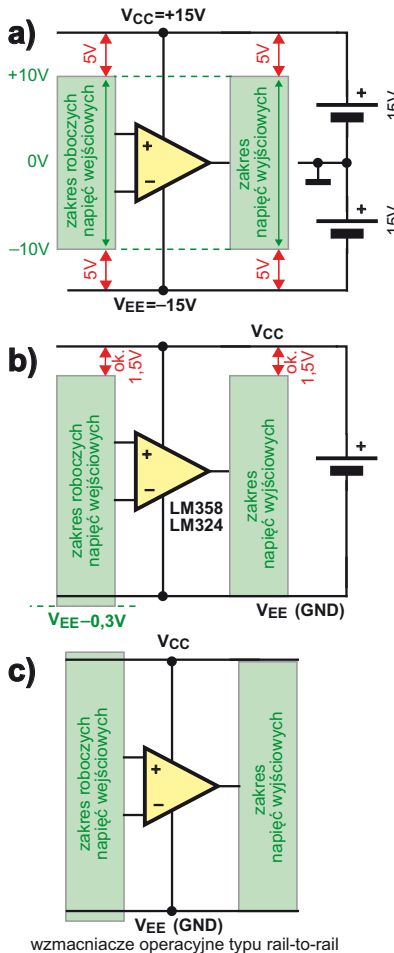 a)
VCC=+15V
5V
5V
+10V
0V
–10V
zakres roboczych
napięć wejściowych
+
–
zakres
napięć wyjściowych
+
15V
+
15V
5V
5V
VEE=–15V
b)
VCC
ok.
1,5V
ok.
1,5V
zakres roboczych
napięć wejściowych
+
–
LM358
LM324
zakres
napięć wyjściowych
+
VEE–0,3V
VEE (GND)
c)
VCC
zakres roboczych
napięć wejściowych
+
–
zakres
napięć wyjściowych
VEE (GND)
wzmacniacze operacyjne typu rail-to-rail